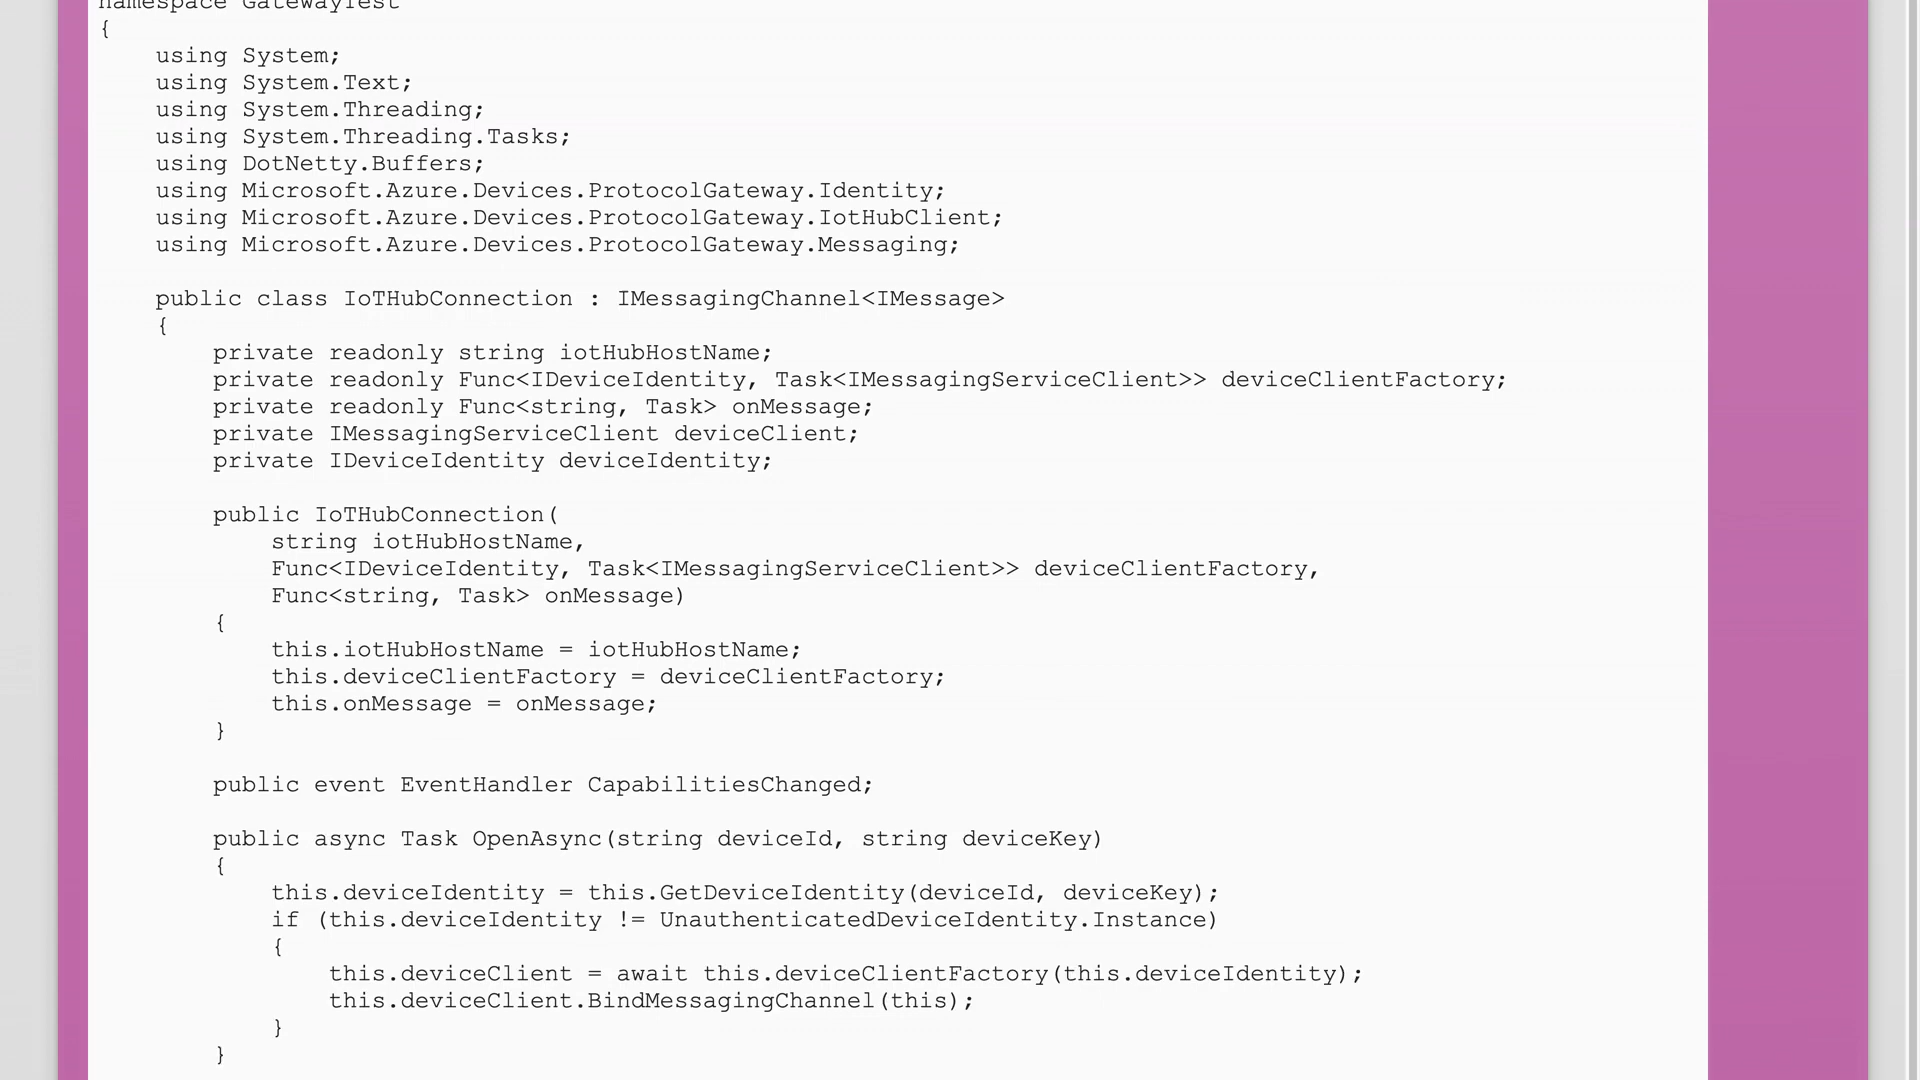 namespace GatewayTest
{
    using System;
    using System.Text;
    using System.Threading;
    using System.Threading.Tasks;
    using DotNetty.Buffers;
    using Microsoft.Azure.Devices.ProtocolGateway.Identity;
    using Microsoft.Azure.Devices.ProtocolGateway.IotHubClient;
    using Microsoft.Azure.Devices.ProtocolGateway.Messaging;

    public class IoTHubConnection : IMessagingChannel<IMessage>
    {
        private readonly string iotHubHostName;
        private readonly Func<IDeviceIdentity, Task<IMessagingServiceClient>> deviceClientFactory;
        private readonly Func<string, Task> onMessage;
        private IMessagingServiceClient deviceClient;
        private IDeviceIdentity deviceIdentity;

        public IoTHubConnection(
            string iotHubHostName,
            Func<IDeviceIdentity, Task<IMessagingServiceClient>> deviceClientFactory,
            Func<string, Task> onMessage)
        {
            this.iotHubHostName = iotHubHostName;
            this.deviceClientFactory = deviceClientFactory;
            this.onMessage = onMessage;
        }

        public event EventHandler CapabilitiesChanged;

        public async Task OpenAsync(string deviceId, string deviceKey)
        {
            this.deviceIdentity = this.GetDeviceIdentity(deviceId, deviceKey);
            if (this.deviceIdentity != UnauthenticatedDeviceIdentity.Instance)
            {
                this.deviceClient = await this.deviceClientFactory(this.deviceIdentity);
                this.deviceClient.BindMessagingChannel(this);
            }
        }